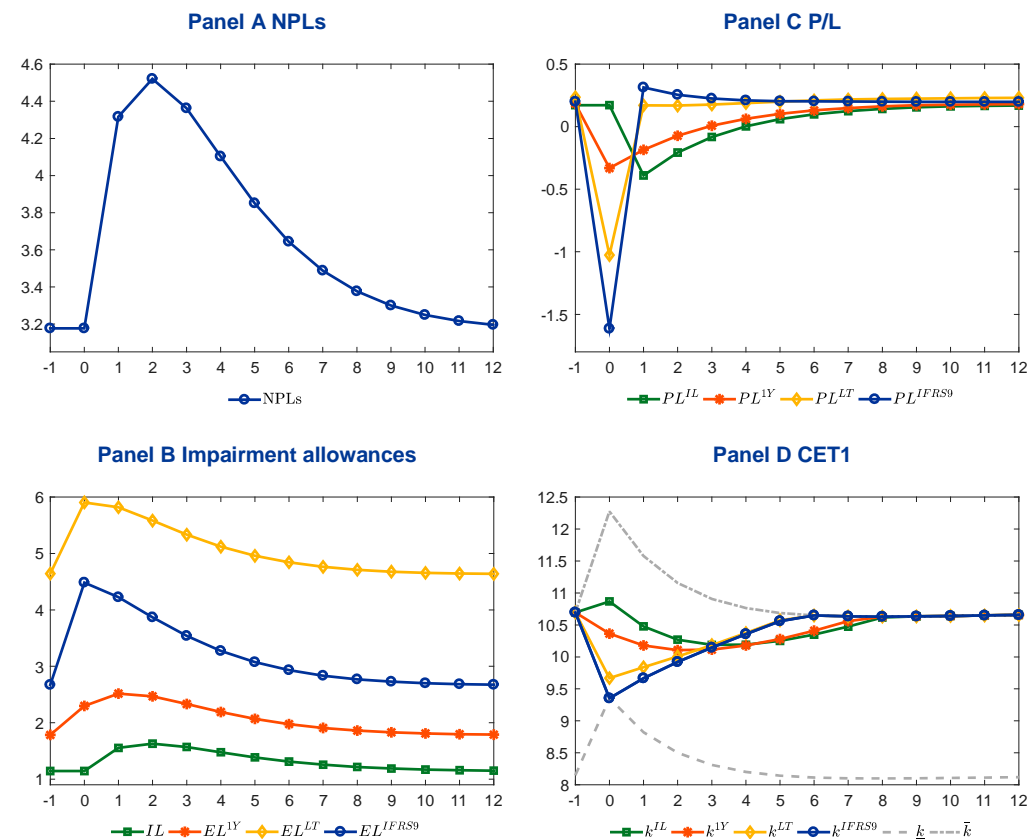 Panel A NPLs
4.6
4.4
4.2
4
3.8
3.6
3.4
3.2
-1 0 1 2 3 4 5 6 7 8 9 10 11 12
NPLs
Panel C P/L
0.5
0
-0.5
-1
-1.5
-1 0 1 2 3 4 5 6 7 8 9 10 11 12
PL^{IL} PL^{1Y} PL^{LT} PL^{IFRS9}
Panel B Impairment allowances
6
5
4
3
2
1
-1 0 1 2 3 4 5 6 7 8 9 10 11 12
IL EL^{1Y} EL^{LT} EL^{IFRS9}
Panel D CET1
12.5
12
11.5
11
10.5
10
9.5
9
8.5
8
-1 0 1 2 3 4 5 6 7 8 9 10 11 12
k^{IL} k^{1Y} k^{LT} k^{IFRS9} k̲ k̄